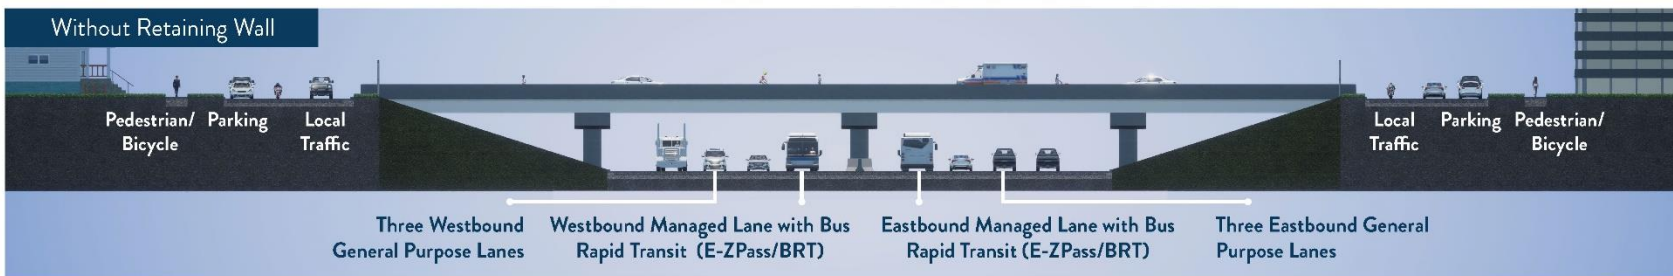 Without Retaining Wall
Pedestrian/
Bicycle
Parking
Local
Traffic
Local
Traffic
Parking
Pedestrian/
Bicycle
Three Westbound
General Purpose Lanes
Westbound Managed Lane with Bus
Rapid Transit (E-ZPass/BRT)
Eastbound Managed Lane with Bus
Rapid Transit (E-ZPass/BRT)
Three Eastbound General
Purpose Lanes